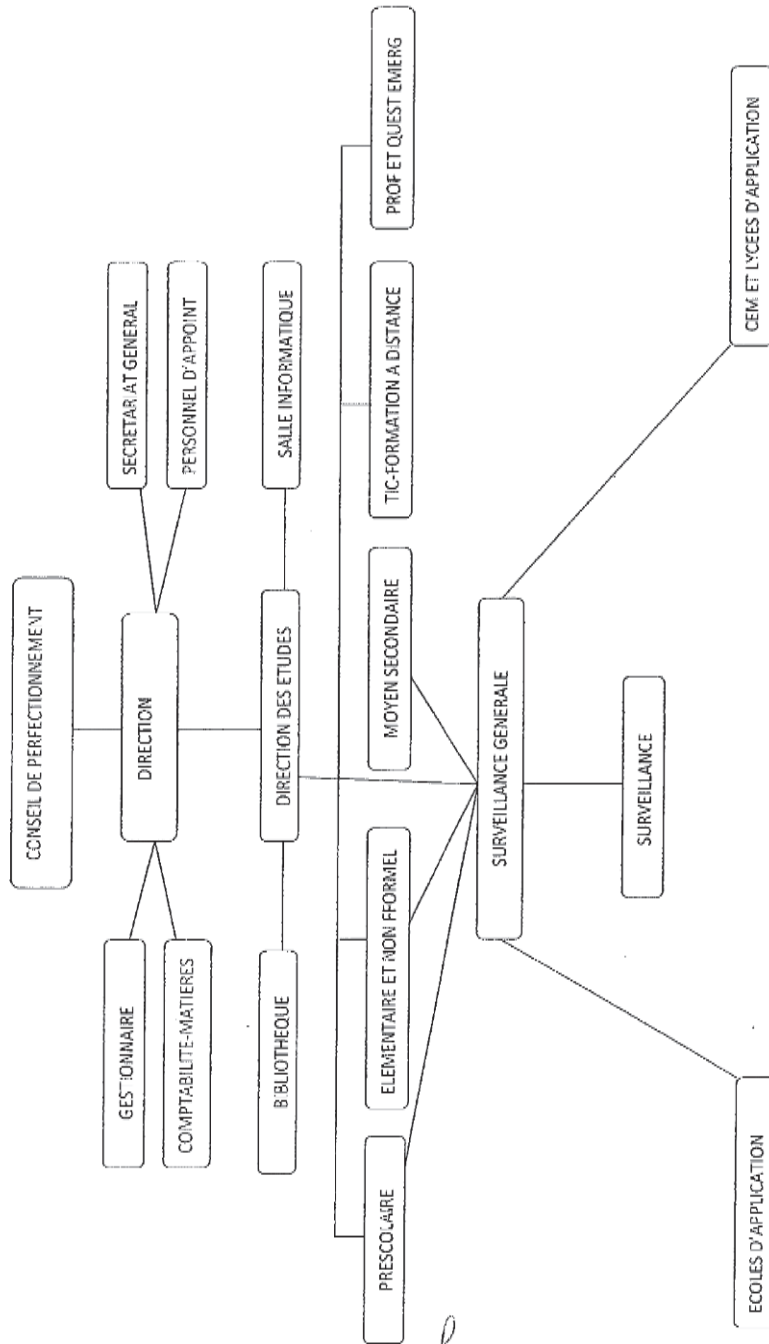 CONSEIL DE PERFECTIONNEMENT
GESTIONNAIRE
DIRECTION
SECRETARIAT GENERAL
COMPTABILITE-MATIERES
PERSONNEL D'APPOINT
BIBLIOTHEQUE
DIRECTION DES ETUDES
SALLE INFORMATIQUE
PRESCOLAIRE
ELEMENTAIRE ET NON FFORMEL
MOYEN SECONDAIRE
TIC-FORMATION A DISTANCE
PROF ET QUEST EMERG
SURVEILLANCE GENERALE
SURVEILLANCE
ECOLES D'APPLICATION
CEM ET LYCEES D'APPLICATION